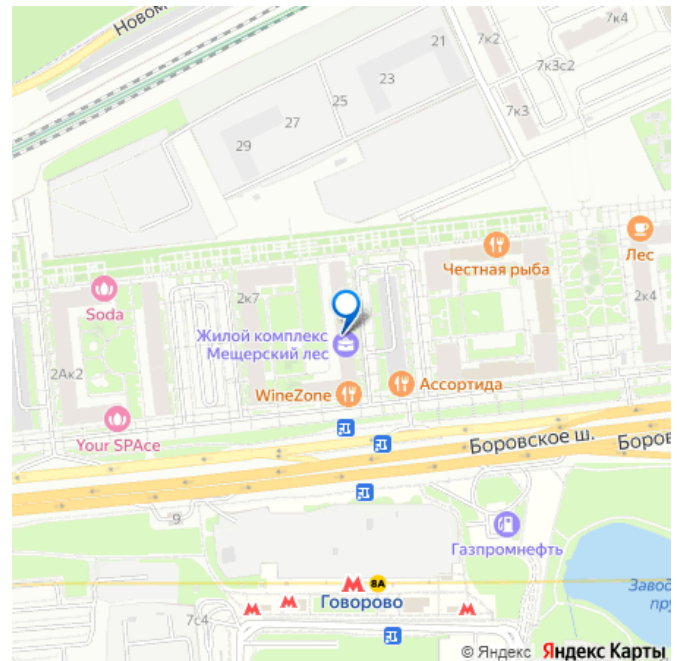 Новом
7к4
21
7к2
7к3с2
23
25
7к3
27
29
Лес
Честная рыба
Soda
2к7
2к4
Жилой комплекс
Мещерский лес
2Ак2
Ассортида
WineZone
Your SPAce
Боровское ш.
Боров
9
Газпромнефть
М
8А
М
М
М
Говорово
Завод
пру
7с4
© Яндекс Яндекс Карты